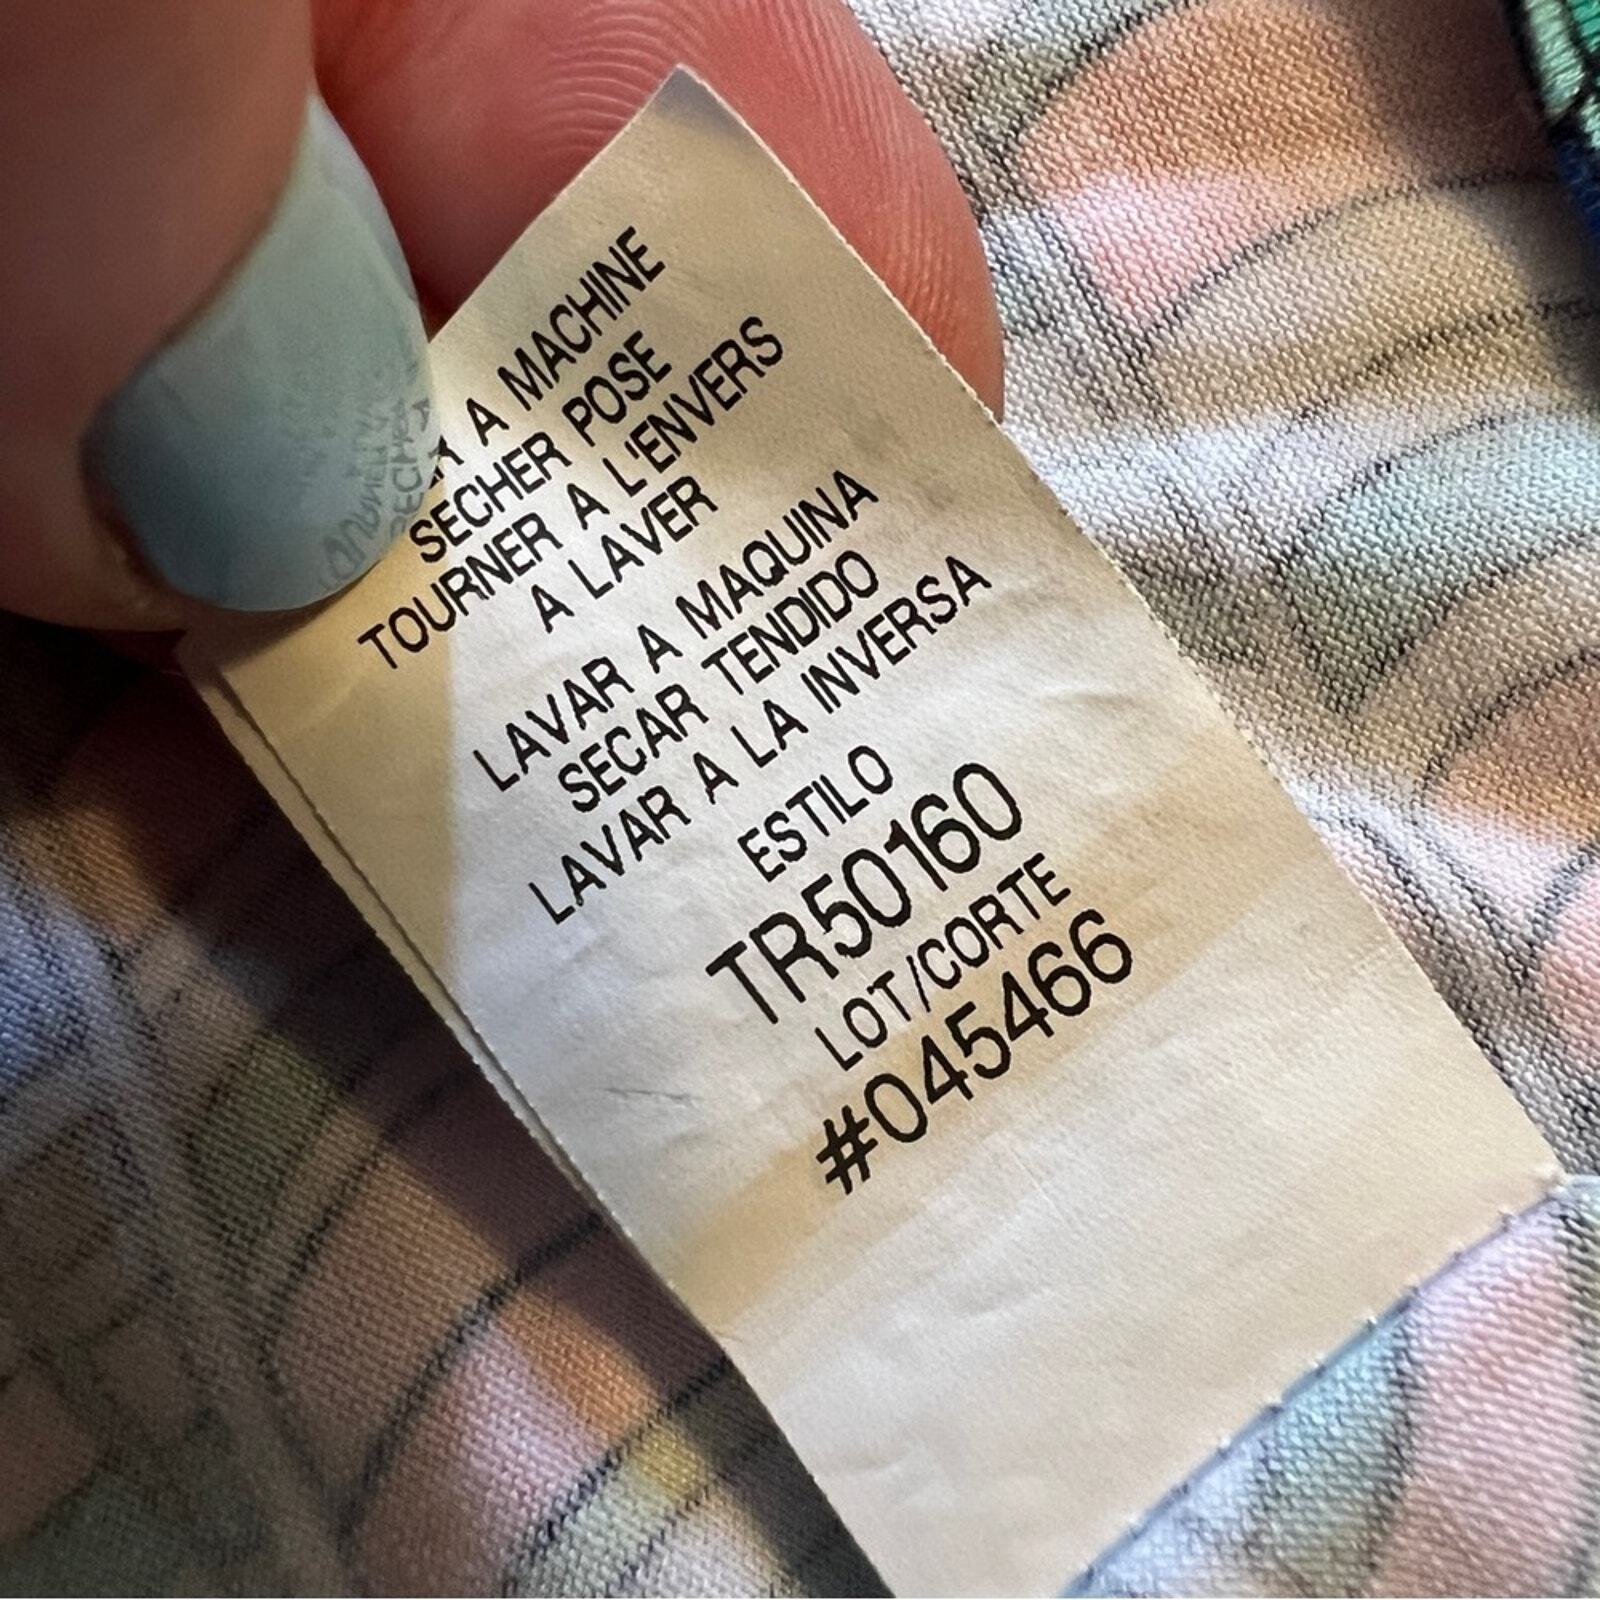 A MACHINE
SECHER POSE
TOURNER A L'ENVERS
A LAVER
LAVAR A MAQUINA
SECAR TENDIDO
LAVAR A LA INVERSA
ESTILO
TR50160
LOT/CORTE
#045466